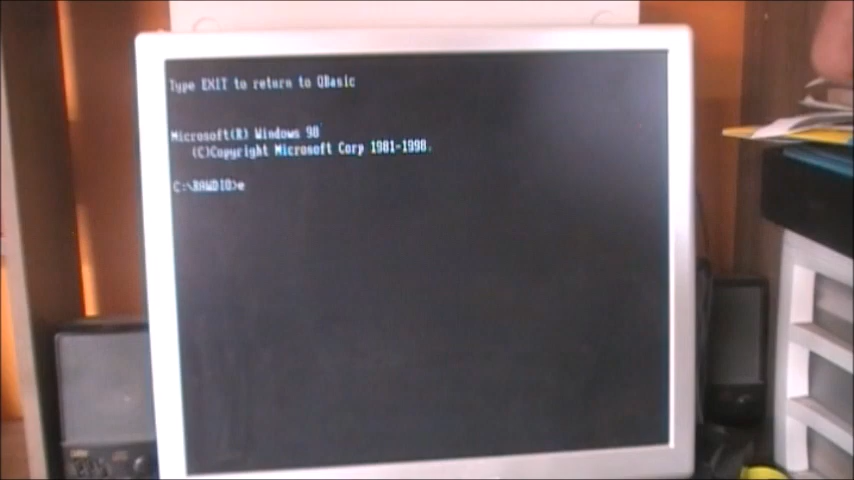 Type EXIT to return to QBasic
Microsoft(R) Windows 98
(C)Copyright Microsoft Corp 1981-1998.
C:\RAWDIO>e